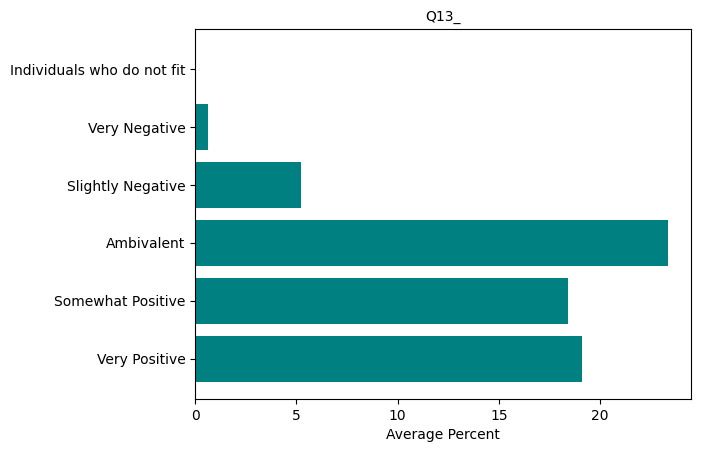 Q13_
Individuals who do not fit
Very Negative
Slightly Negative
Ambivalent
Somewhat Positive
Very Positive
0 5 10 15 20
Average Percent